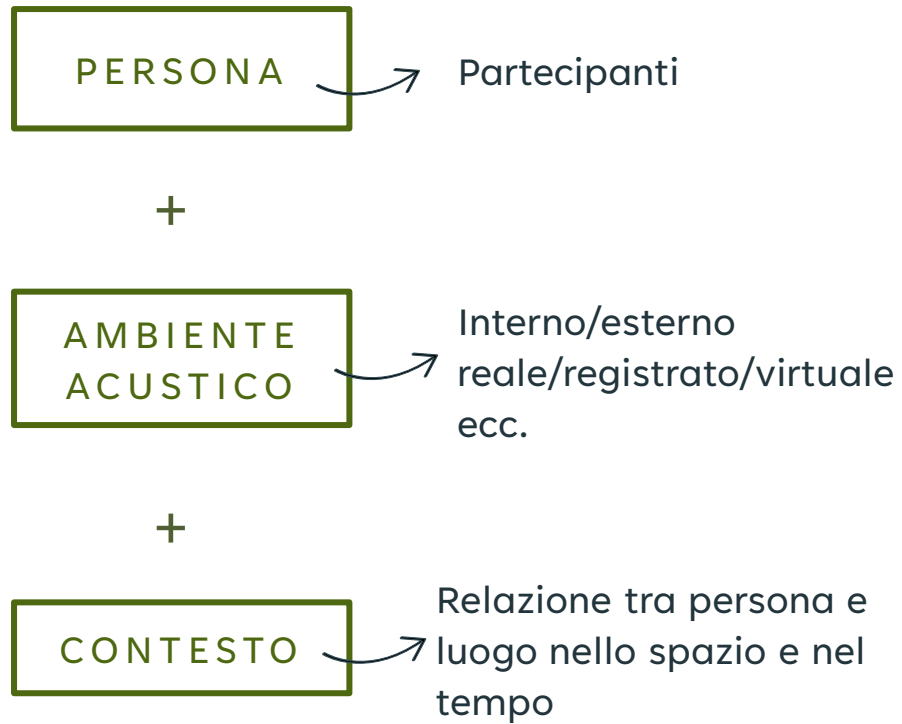 PERSONA
Partecipanti
+
AMBIENTE
ACUSTICO
Interno/esterno
reale/registrato/virtuale
ecc.
+
CONTESTO
Relazione tra persona e
luogo nello spazio e nel
tempo